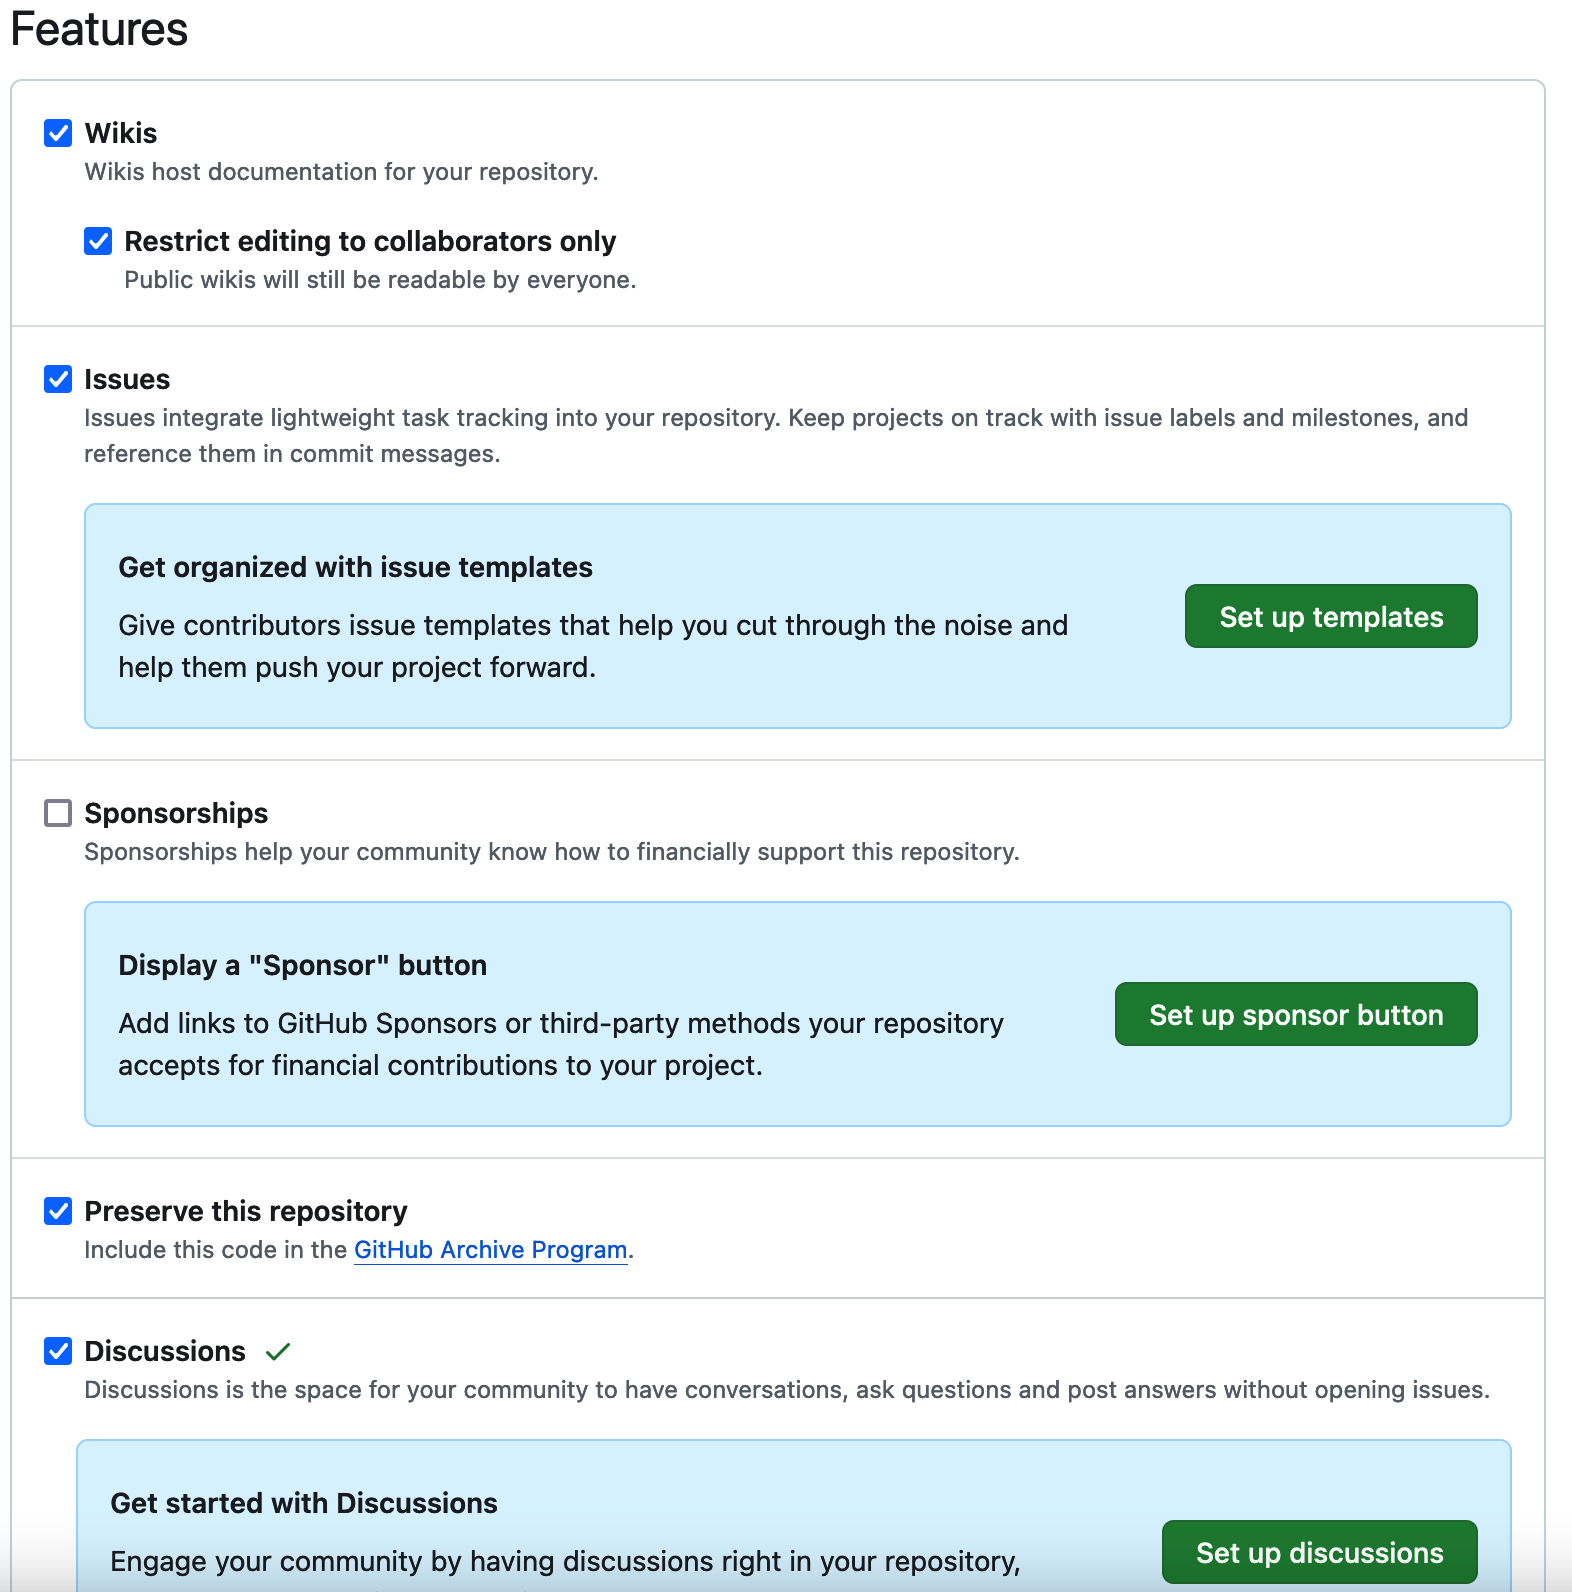 Features
Wikis
Wikis host documentation for your repository.
Restrict editing to collaborators only
Public wikis will still be readable by everyone.
Issues
Issues integrate lightweight task tracking into your repository. Keep projects on track with issue labels and milestones, and
reference them in commit messages.
Get organized with issue templates
Give contributors issue templates that help you cut through the noise and
help them push your project forward.
Set up templates
Sponsorships
Sponsorships help your community know how to financially support this repository.
Display a "Sponsor" button
Add links to GitHub Sponsors or third-party methods your repository
accepts for financial contributions to your project.
Set up sponsor button
Preserve this repository
Include this code in the GitHub Archive Program.
Discussions
Discussions is the space for your community to have conversations, ask questions and post answers without opening issues.
Get started with Discussions
Engage your community by having discussions right in your repository,
Set up discussions